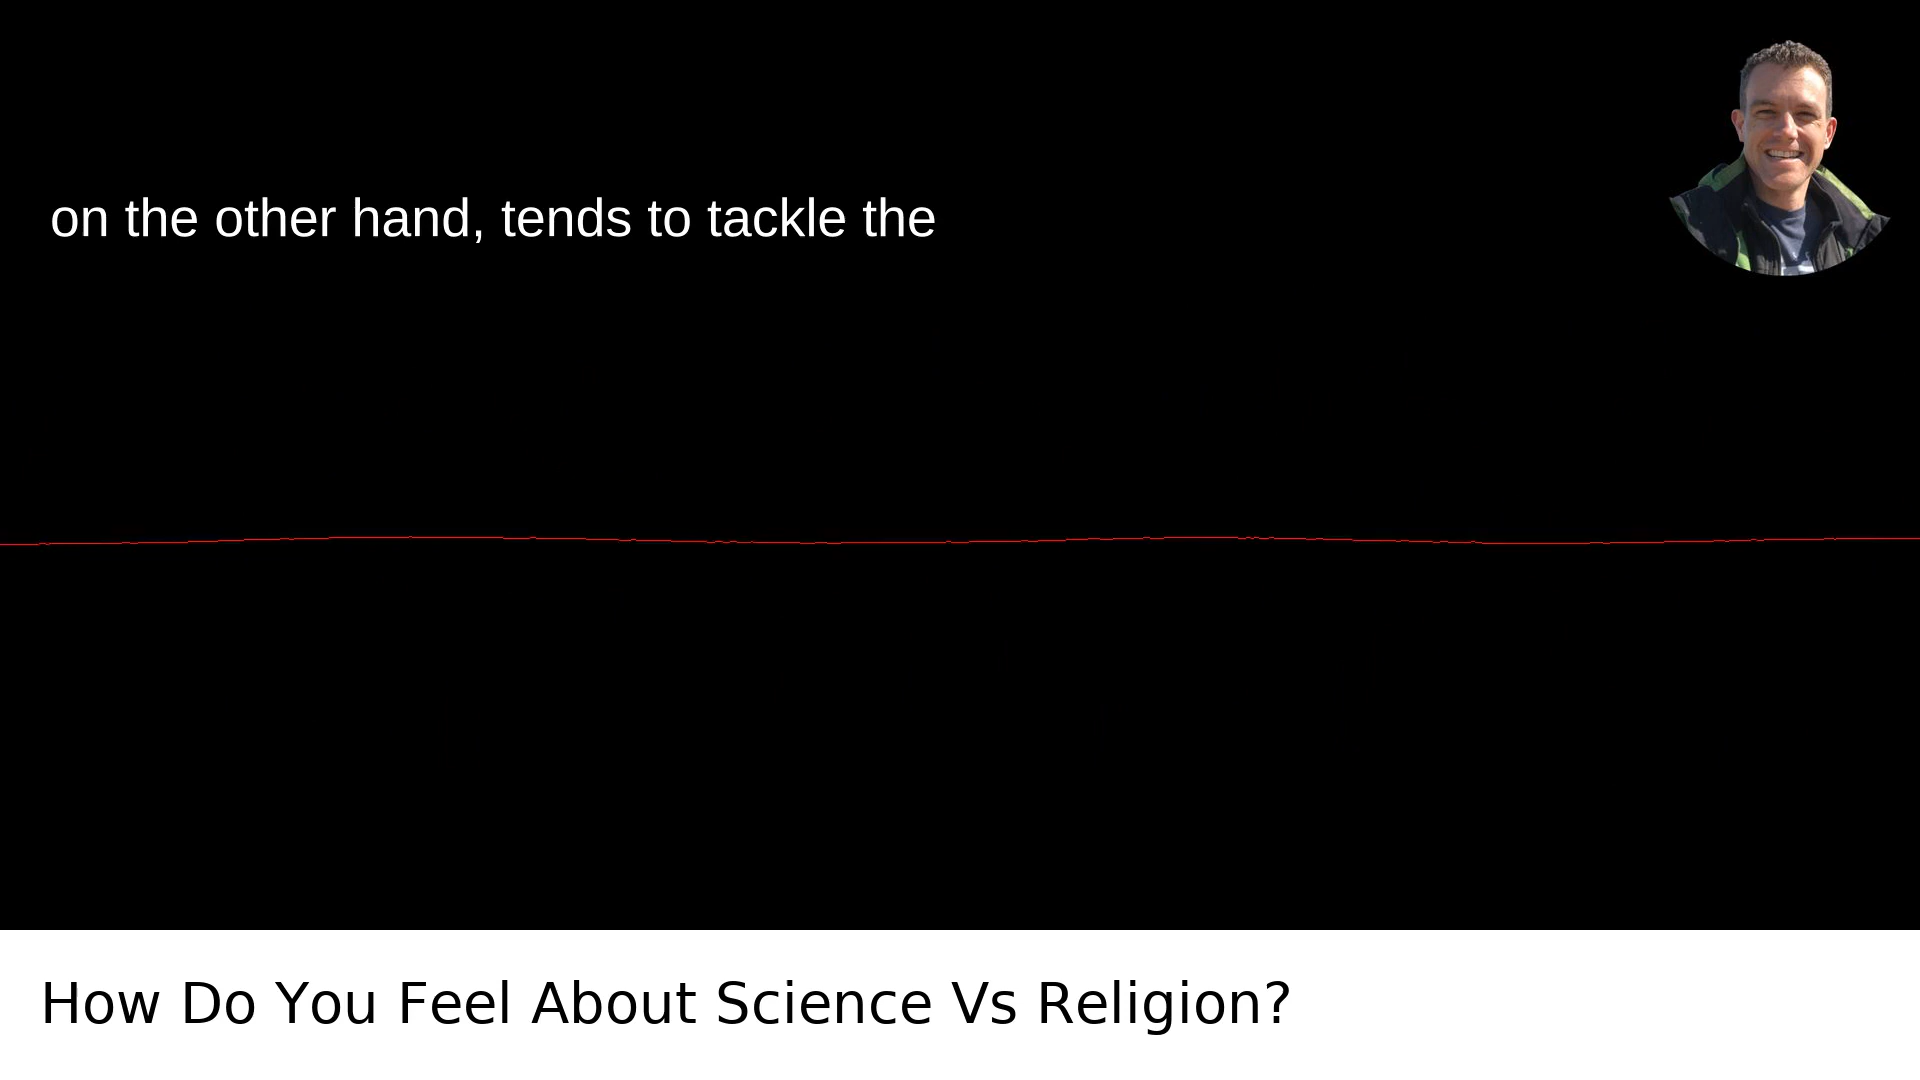 on the other hand, tends to tackle the
How Do You Feel About Science Vs Religion?